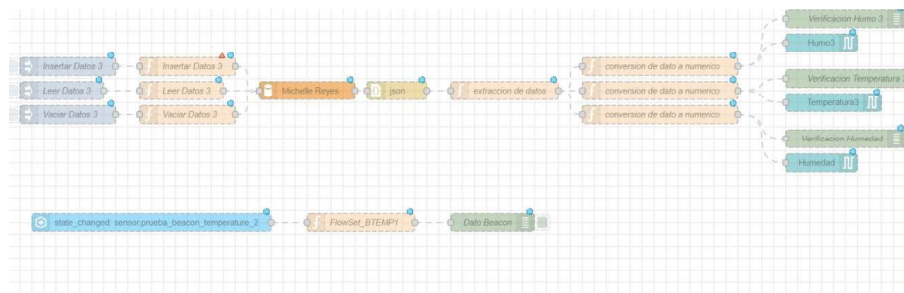 Verificacion Humo 3
Humo3
Insertar Datos 3
Insertar Datos 3
conversion de dato a numerico
Leer Datos 3
Leer Datos 3
Michelle Reyes
json
extraccion de datos
conversion de dato a numerico
Verificacion Temperatura
Temperatura3
Vaciar Datos 3
Vaciar Datos 3
conversion de dato a numerico
Verificacion Humedad
Humedad
state_changed: sensor.prueba_beacon_temperature_2
FlowSet_BTEMP1
Dato Beacon